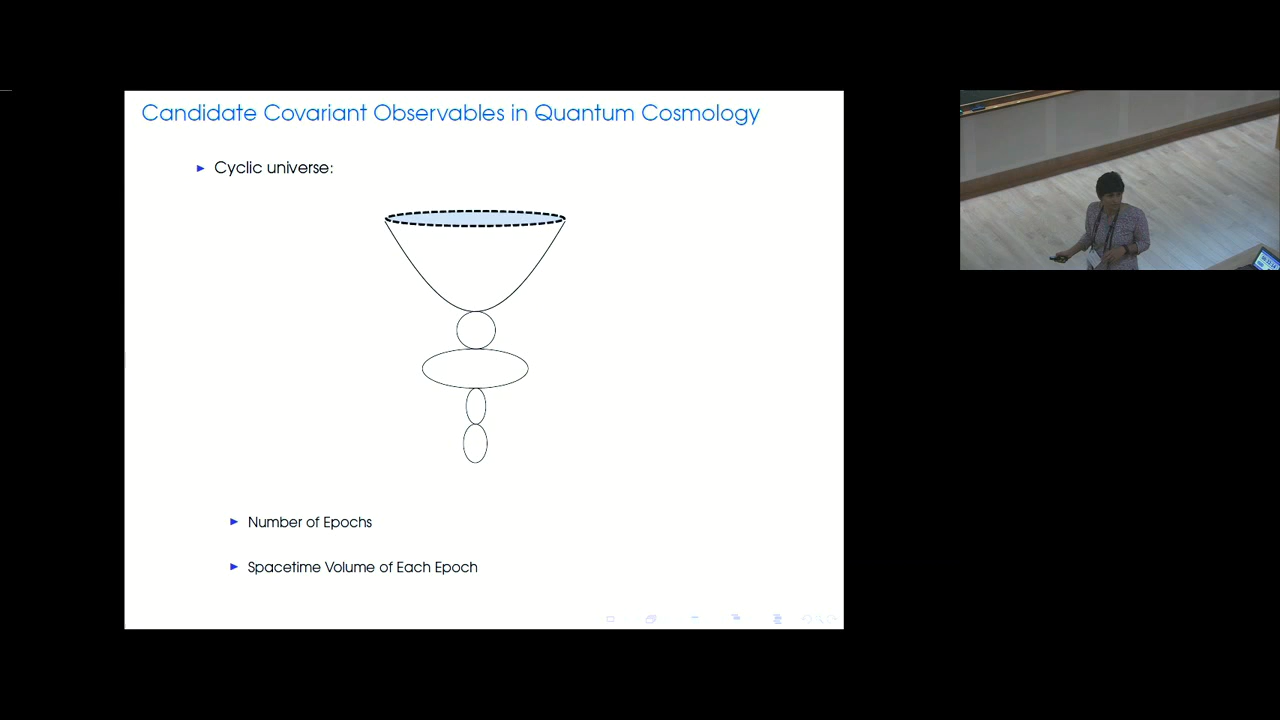 Candidate Covariant Observables in Quantum Cosmology
► Cyclic universe:
► Number of Epochs
► Spacetime Volume of Each Epoch